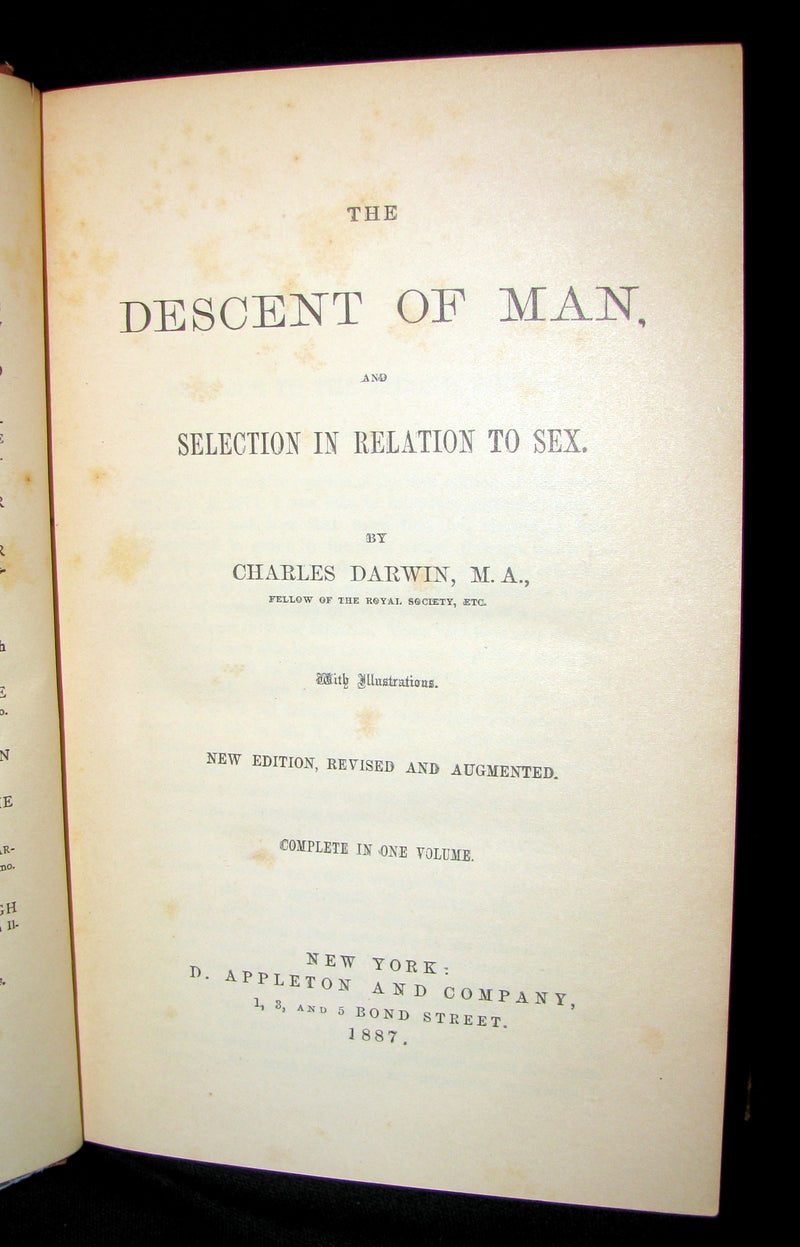 THE
DESCENT OF MAN,
AND
SELECTION IN RELATION TO SEX.
BY
CHARLES DARWIN, M. A.,
FELLOW OF THE ROYAL SOCIETY, ETC.
With Illustrations.
NEW EDITION, REVISED AND AUGMENTED.
COMPLETE IN ONE VOLUME.
NEW YORK:
D. APPLETON AND COMPANY,
1, 3, AND 5 BOND STREET.
1887.